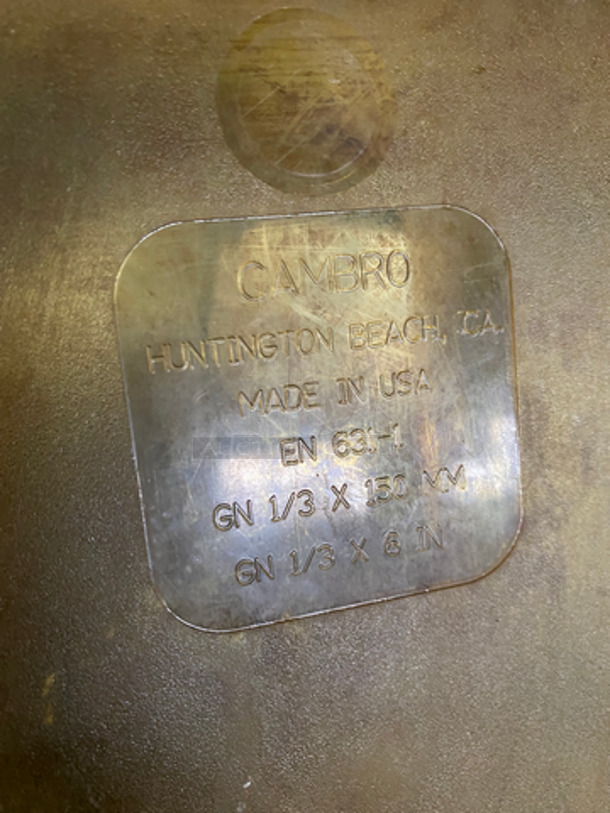 CAMBRO
HUNTINGTON BEACH, CA.
MADE IN USA
EN 631-1
GN 1/3 X 150 MM
GN 1/3 X 6 IN